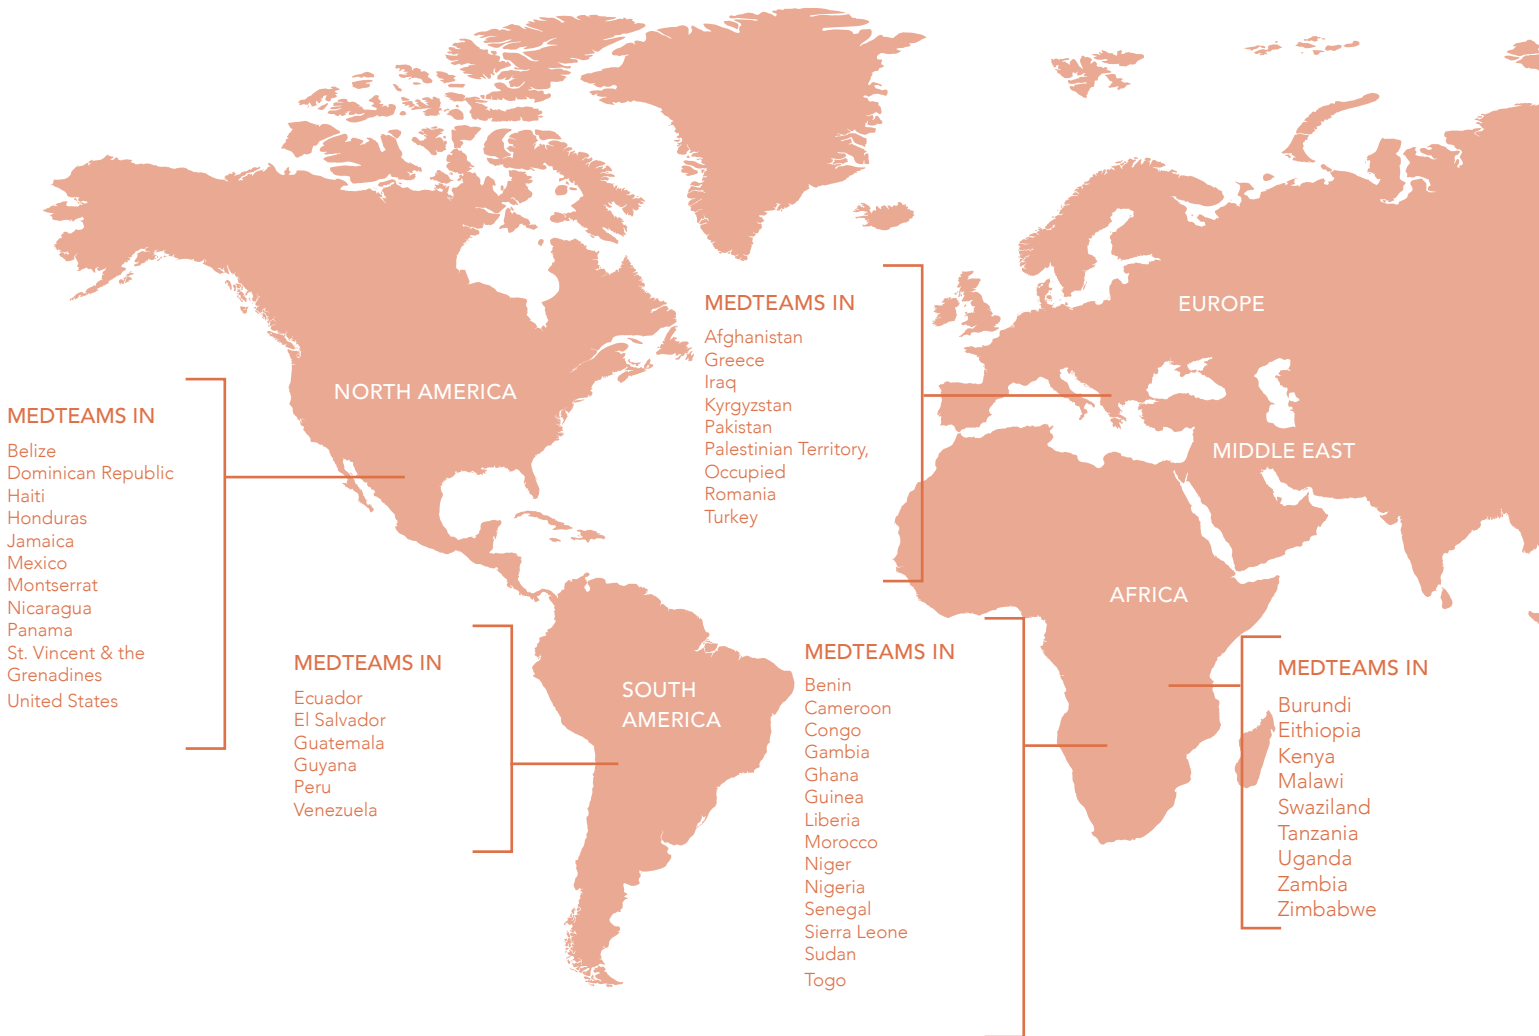 NORTH AMERICA
MEDTEAMS IN
Belize
Dominican Republic
Haiti
Honduras
Jamaica
Mexico
Montserrat
Nicaragua
Panama
St. Vincent & the
Grenadines
United States
MEDTEAMS IN
Afghanistan
Greece
Iraq
Kyrgyzstan
Pakistan
Palestinian Territory,
Occupied
Romania
Turkey
EUROPE
MIDDLE EAST
AFRICA
SOUTH
AMERICA
MEDTEAMS IN
Ecuador
El Salvador
Guatemala
Guyana
Peru
Venezuela
MEDTEAMS IN
Benin
Cameroon
Congo
Gambia
Ghana
Guinea
Liberia
Morocco
Niger
Nigeria
Senegal
Sierra Leone
Sudan
Togo
MEDTEAMS IN
Burundi
Eithiopia
Kenya
Malawi
Swaziland
Tanzania
Uganda
Zambia
Zimbabwe